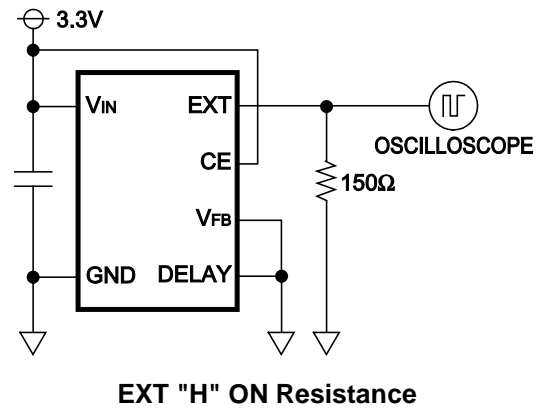 3.3V
VIN EXT
OSCILLOSCOPE
CE
150Ω
VFB
GND DELAY
EXT "H" ON Resistance